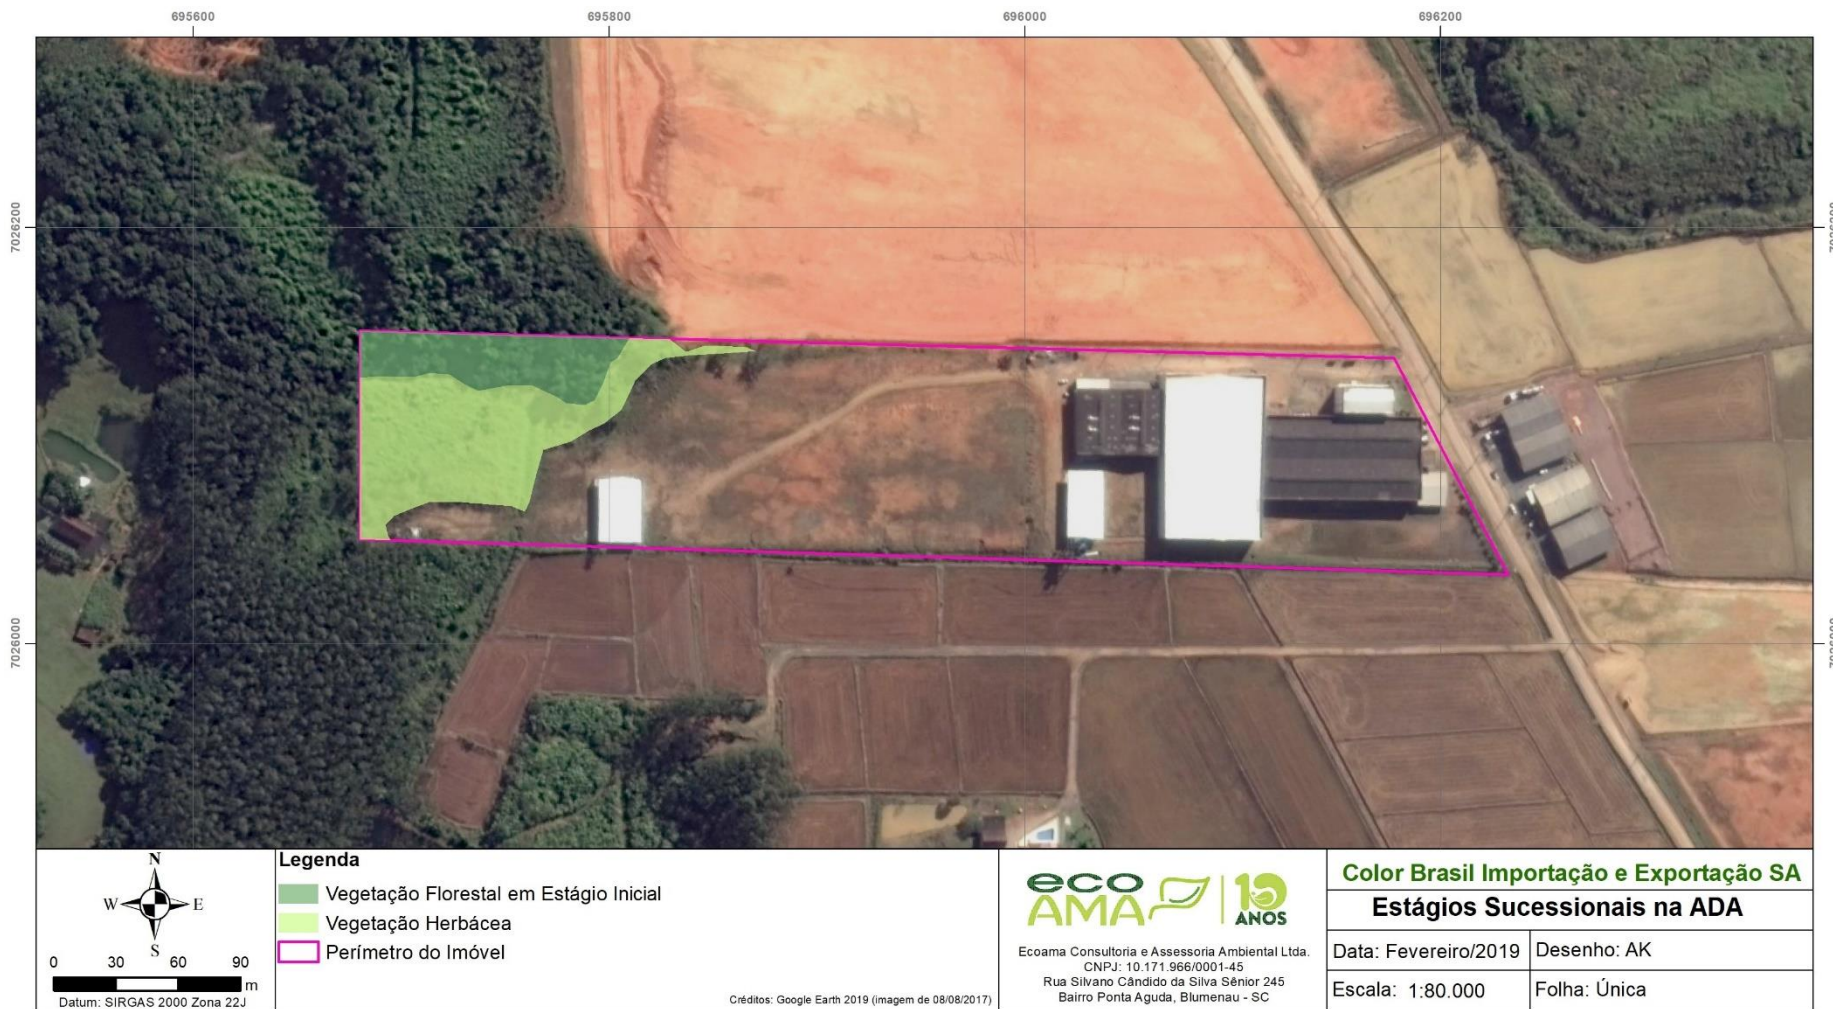 695600
695800
696000
696200
7026200
7026200
7026000
7026000
N
W
E
S
0 30 60 90
m
Datum: SIRGAS 2000 Zona 22J
Legenda
Vegetação Florestal em Estágio Inicial
Vegetação Herbácea
Perímetro do Imóvel
Créditos: Google Earth 2019 (imagem de 08/08/2017)
eco
AMA
10
ANOS
Ecoama Consultoria e Assessoria Ambiental Ltda.
CNPJ: 10.171.966/0001-45
Rua Silvano Cândido da Silva Sênior 245
Bairro Ponta Aguda, Blumenau - SC
Color Brasil Importação e Exportação SA
Estágios Sucessionais na ADA
Data: Fevereiro/2019
Desenho: AK
Escala: 1:80.000
Folha: Única